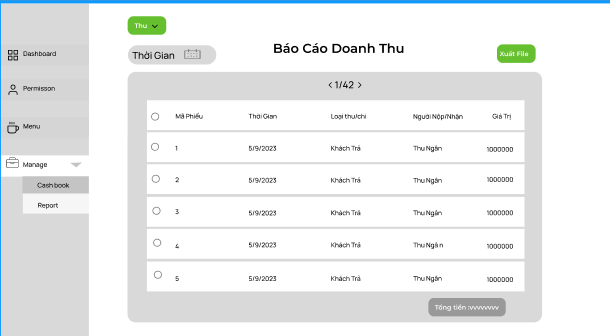 Thu
Dashboard
Thời Gian
Báo Cáo Doanh Thu
Xuất File
Permisson
< 1/42 >
Mã Phiếu Thời Gian Loại thu/chi Người Nộp/Nhận Giá Trị
Menu
1 5/9/2023 Khách Trả Thu Ngân 1000000
Manage
2 5/9/2023 Khách Trả Thu Ngân 1000000
Cash book
Report
3 5/9/2023 Khách Trả Thu Ngân 1000000
4 5/9/2023 Khách Trả Thu Ngâ n 1000000
5 5/9/2023 Khách Trả Thu Ngân 1000000
Tổng tiền :vvvvvvvv